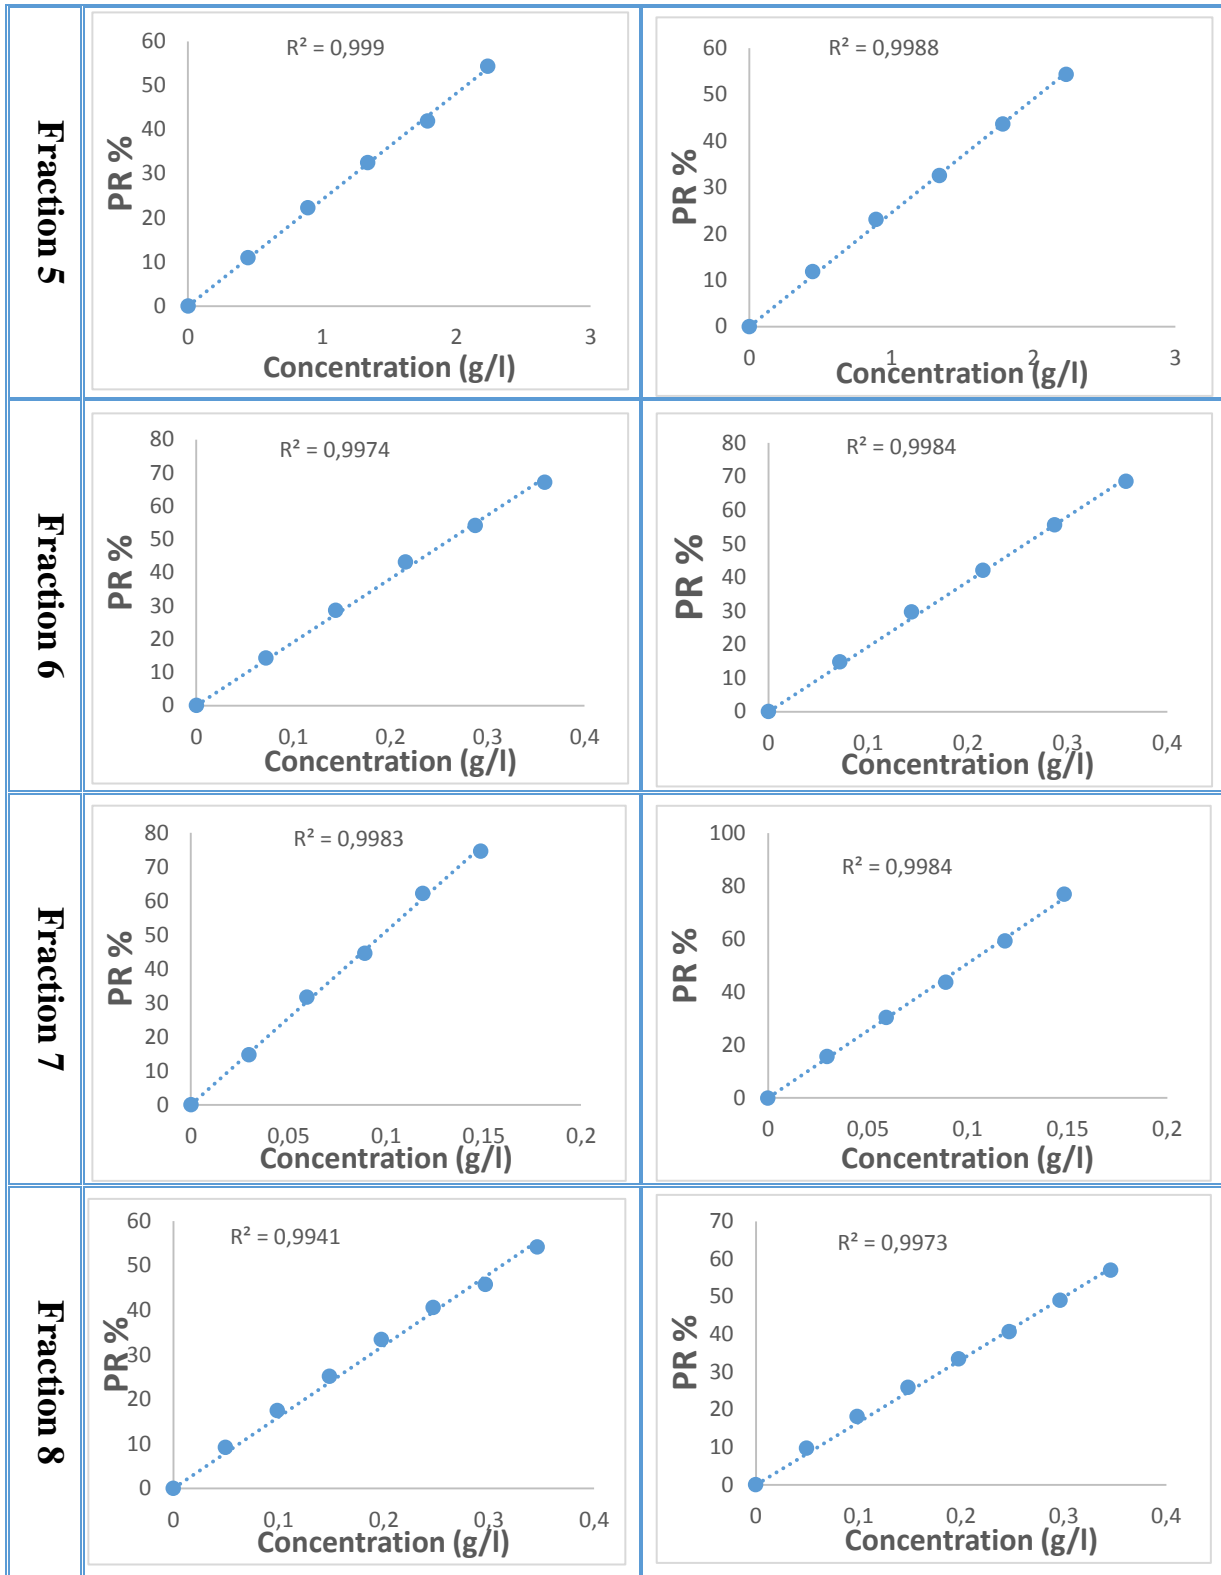 Fraction 5
R² = 0,999
PR %
60
50
40
30
20
10
0
0 1 2 3
Concentration (g/l)
R² = 0,9988
PR %
60
50
40
30
20
10
0
0 1 2 3
Concentration (g/l)
Fraction 6
R² = 0,9974
PR %
80
70
60
50
40
30
20
10
0
0 0,1 0,2 0,3 0,4
Concentration (g/l)
R² = 0,9984
PR %
80
70
60
50
40
30
20
10
0
0 0,1 0,2 0,3 0,4
Concentration (g/l)
Fraction 7
R² = 0,9983
PR %
80
70
60
50
40
30
20
10
0
0 0,05 0,1 0,15 0,2
Concentration (g/l)
R² = 0,9984
PR %
100
80
60
40
20
0
0 0,05 0,1 0,15 0,2
Concentration (g/l)
Fraction 8
R² = 0,9941
PR %
60
50
40
30
20
10
0
0 0,1 0,2 0,3 0,4
Concentration (g/l)
R² = 0,9973
PR %
70
60
50
40
30
20
10
0
0 0,1 0,2 0,3 0,4
Concentration (g/l)